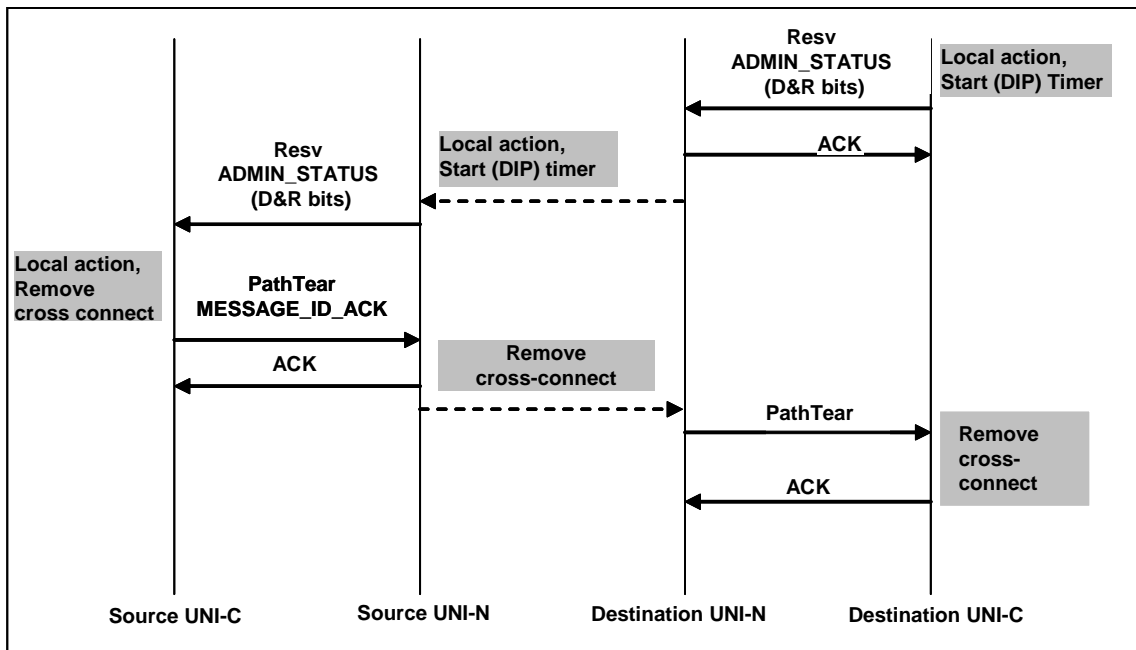 Resv
ADMIN_STATUS
(D&R bits)
Local action,
Start (DIP) Timer
ACK
Local action,
Start (DIP) timer
Resv
ADMIN_STATUS
(D&R bits)
Local action,
Remove
cross connect
PathTear
MESSAGE_ID_ACK
ACK
Remove
cross-connect
PathTear
Remove
cross-
connect
ACK
Source UNI-C
Source UNI-N
Destination UNI-N
Destination UNI-C